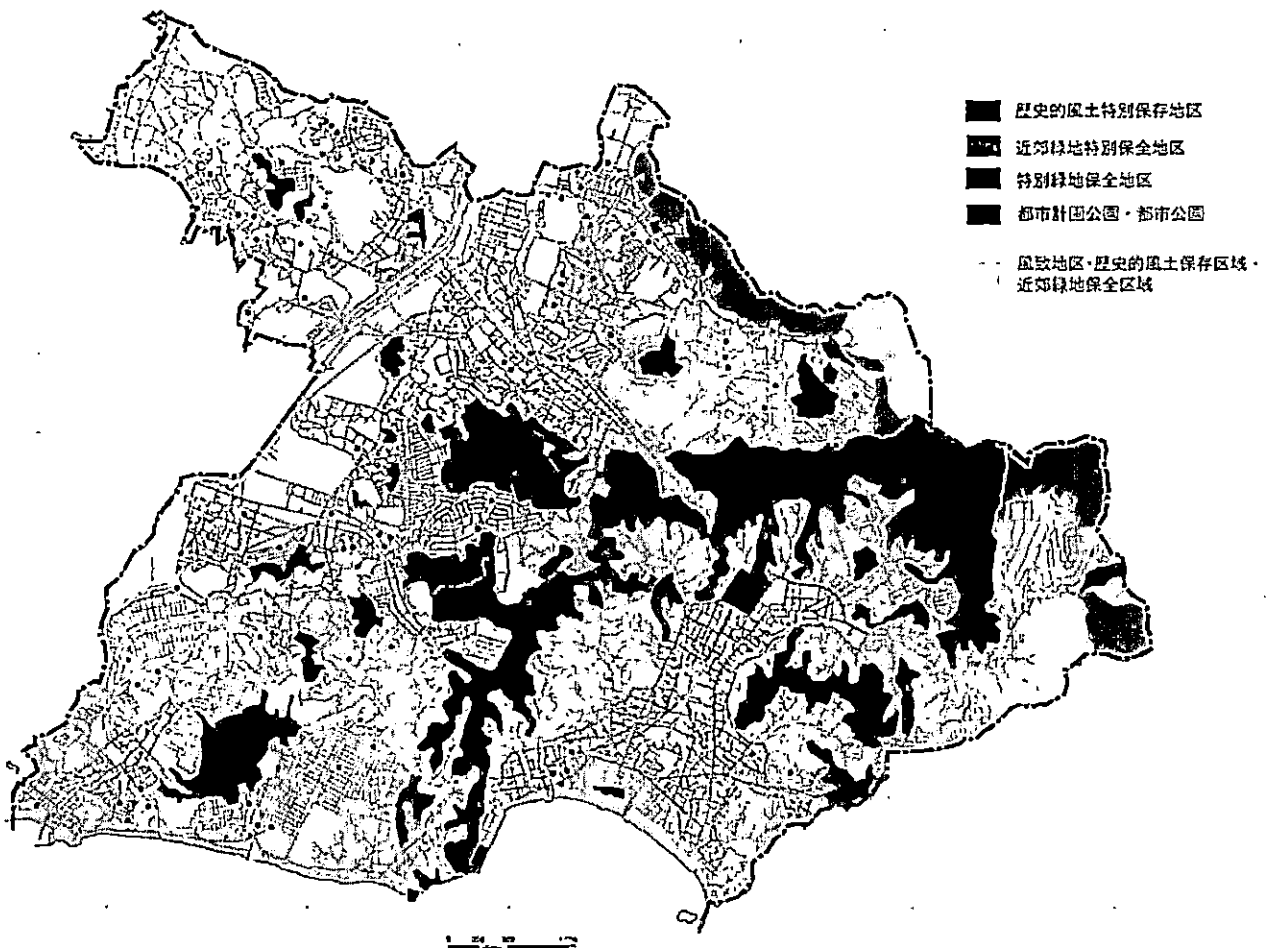 歴史的風土特別保存地区
近郊緑地特別保全地区
特別緑地保全地区
都市計画公園・都市公園
風致地区・歴史的風土保存区域・
近郊緑地保全区域